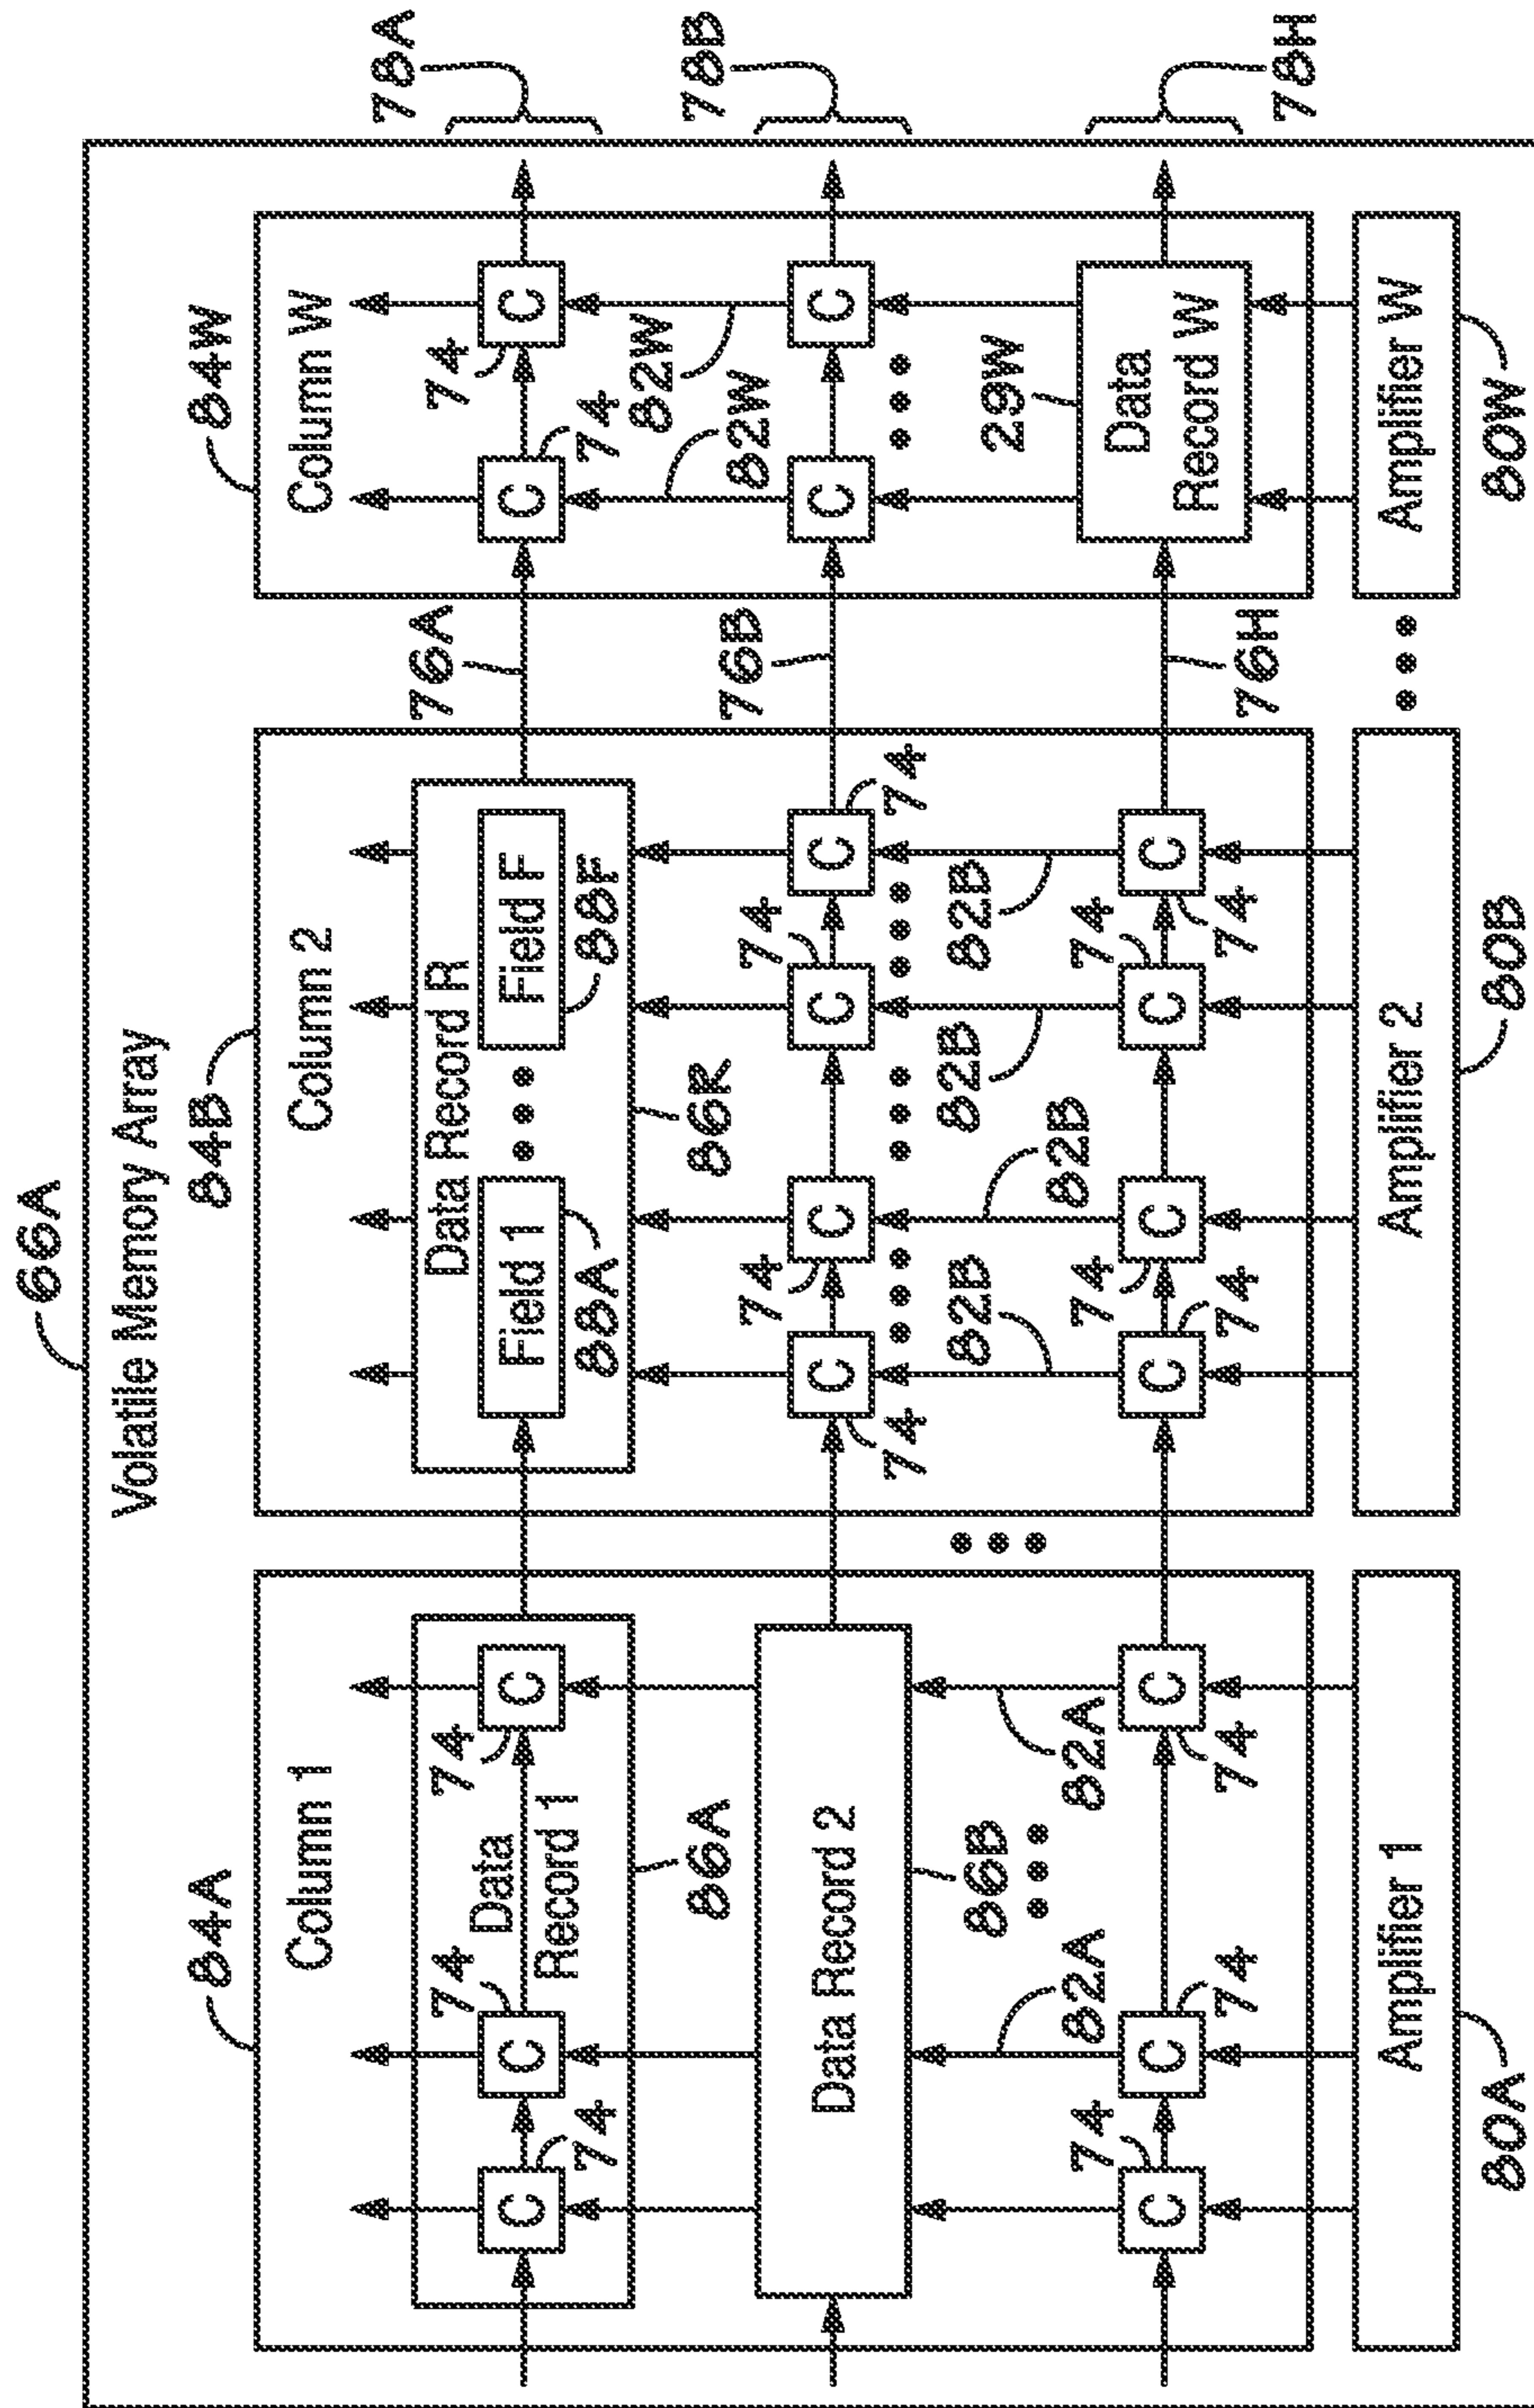 66A
Volatile Memory Array
84A
84B
84W
Column 1
Column 2
Column W
78A
Data Record R
74
74
74
74
C
C
C
Data
Record 1
Field 1
Field F
C
C
76A
74
88A
88F
74
86A
86R
82W
78B
Data Record 2
74
74
76B
82W
C
C
C
C
C
C
74
74
86B
82B
82B
82B
29W
82A
82A
82B
74
74
74
C
C
C
C
C
C
C
Data
Record W
74
74
74
74
76H
78H
Amplifier 1
Amplifier 2
Amplifier W
80A
80B
80W